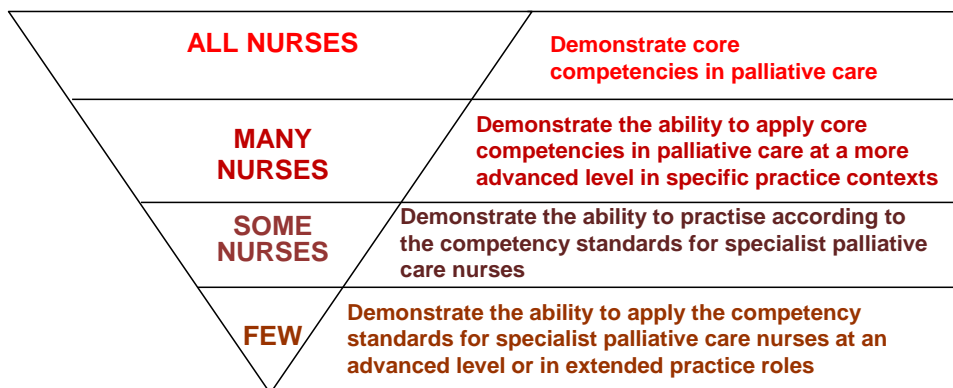 ALL NURSES
Demonstrate core
competencies in palliative care
MANY
NURSES
Demonstrate the ability to apply core
competencies in palliative care at a more
advanced level in specific practice contexts
SOME
NURSES
Demonstrate the ability to practise according to
the competency standards for specialist palliative
care nurses
FEW
Demonstrate the ability to apply the competency
standards for specialist palliative care nurses at an
advanced level or in extended practice roles